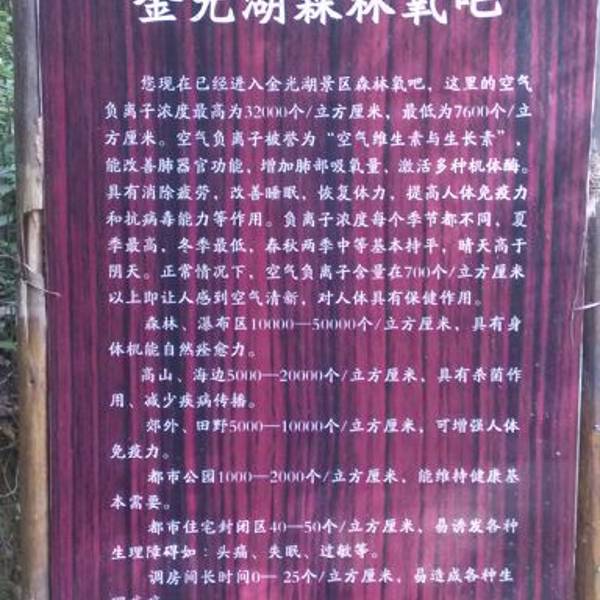 金光湖森林氧吧
您现在已经进入金光湖景区森林氧吧，这里的空气
负离子浓度最高为32000个/立方厘米，最低为7600个/立
方厘米。空气负离子被誉为“空气维生素与生长素”，
能改善肺器官功能，增加肺部吸氧量，激活多种机体酶。
具有消除疲劳，改善睡眠，恢复体力，提高人体免疫力
和抗病毒能力等作用。负离子浓度每个季节都不同，夏
季最高，冬季最低，春秋两季中等基本持平，晴天高于
阴天。正常情况下，空气负离子含量在700个/立方厘米
以上即让人感到空气清新，对人体具有保健作用。
森林、瀑布区10000—50000个/立方厘米，具有身
体机能自然痊愈力。
高山、海边5000—20000个/立方厘米，具有杀菌作
用、减少疾病传播。
郊外、田野5000—10000个/立方厘米，可增强人体
免疫力。
都市公园1000—2000个/立方厘米，能维持健康基
本需要。
都市住宅封闭区40—50个/立方厘米，易诱发各种
生理障碍如：头痛、失眠、过敏等。
调房间长时间0—25个/立方厘米，易造成各种生